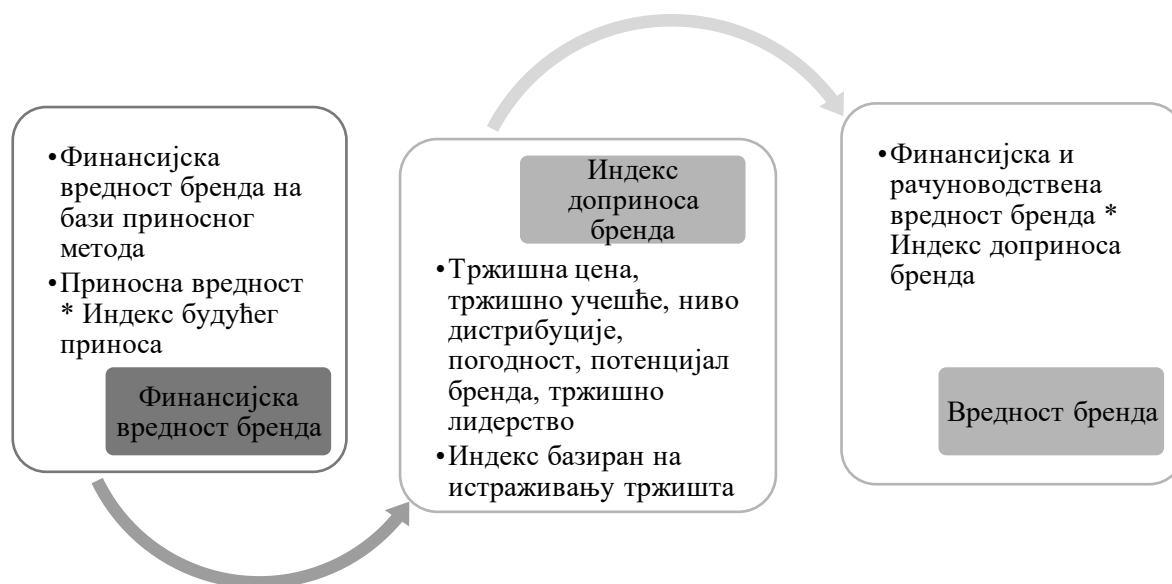 •Финансијска
вредност бренда на
бази приносног
метода
•Приносна вредност
* Индекс будућег
приноса
Финансијска
вредност бренда
Индекс
доприноса
бренда
•Тржишна цена,
тржишно учешће, ниво
дистрибуције,
погодност, потенцијал
бренда, тржишно
лидерство
•Индекс базиран на
истраживању тржишта
•Финансијска и
рачуноводствена
вредност бренда *
Индекс доприноса
бренда
Вредност бренда